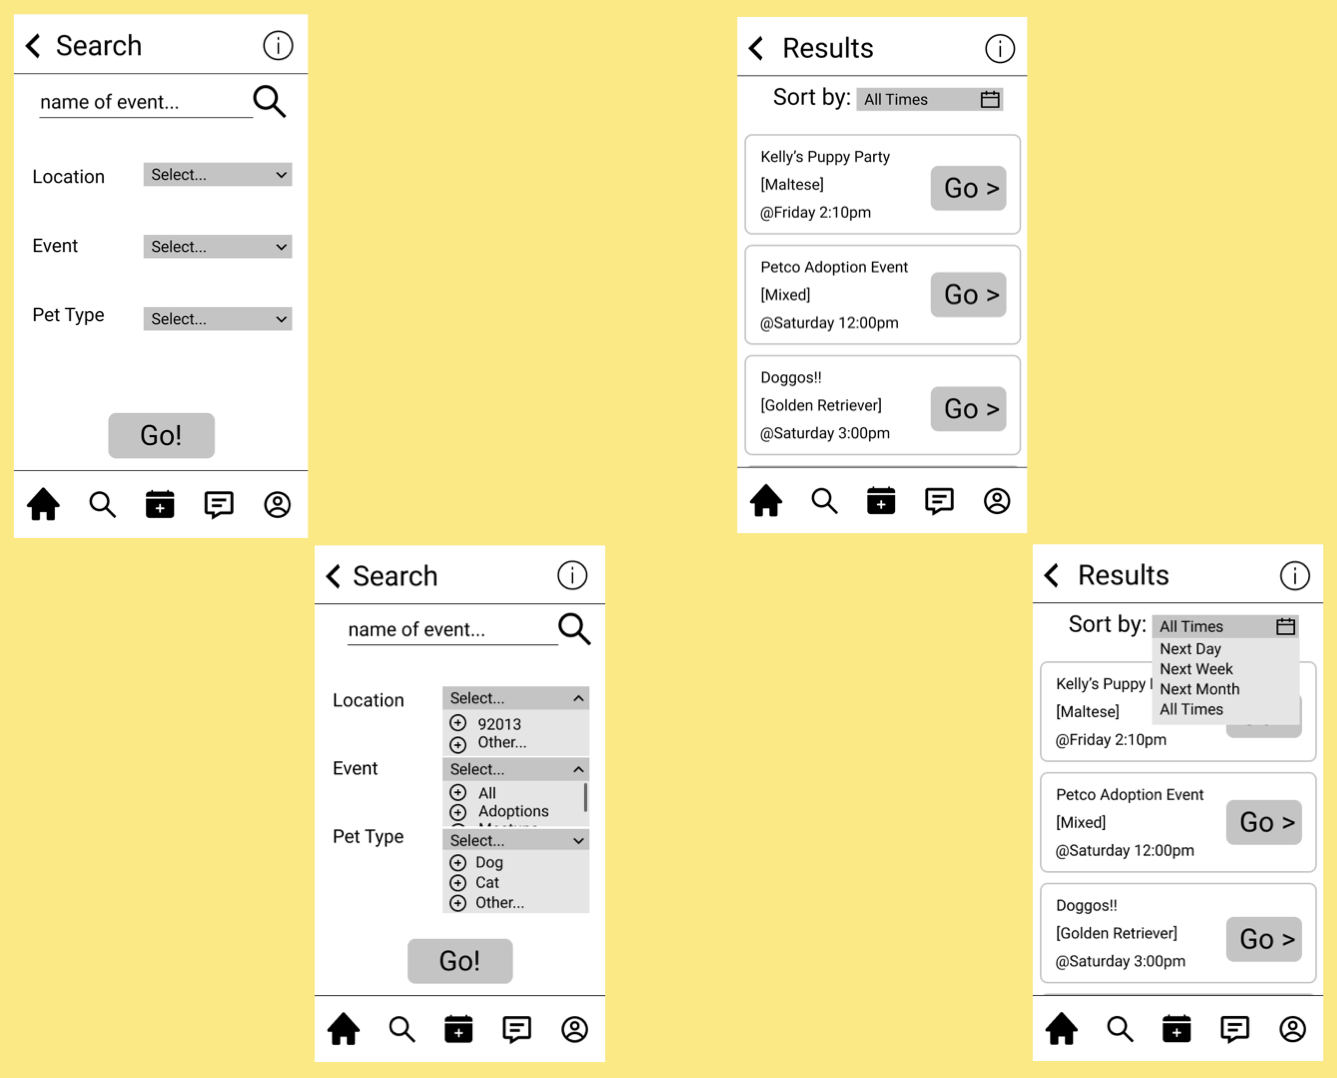 Search
name of event...
Location
Select...
Event
Select...
Pet Type
Select...
Go!
Results
Sort by:
All Times
Kelly's Puppy Party
[Maltese]
@Friday 2:10pm
Go >
Petco Adoption Event
[Mixed]
@Saturday 12:00pm
Go >
Doggos!!
[Golden Retriever]
@Saturday 3:00pm
Go >
Search
name of event...
Location
Select...
92013
Other...
Event
Select...
All
Adoptions
Pet Type
Select...
Dog
Cat
Other...
Go!
Results
Sort by:
All Times
Next Day
Next Week
Next Month
All Times
Kelly's Puppy
[Maltese]
@Friday 2:10pm
Petco Adoption Event
[Mixed]
@Saturday 12:00pm
Go >
Doggos!!
[Golden Retriever]
@Saturday 3:00pm
Go >